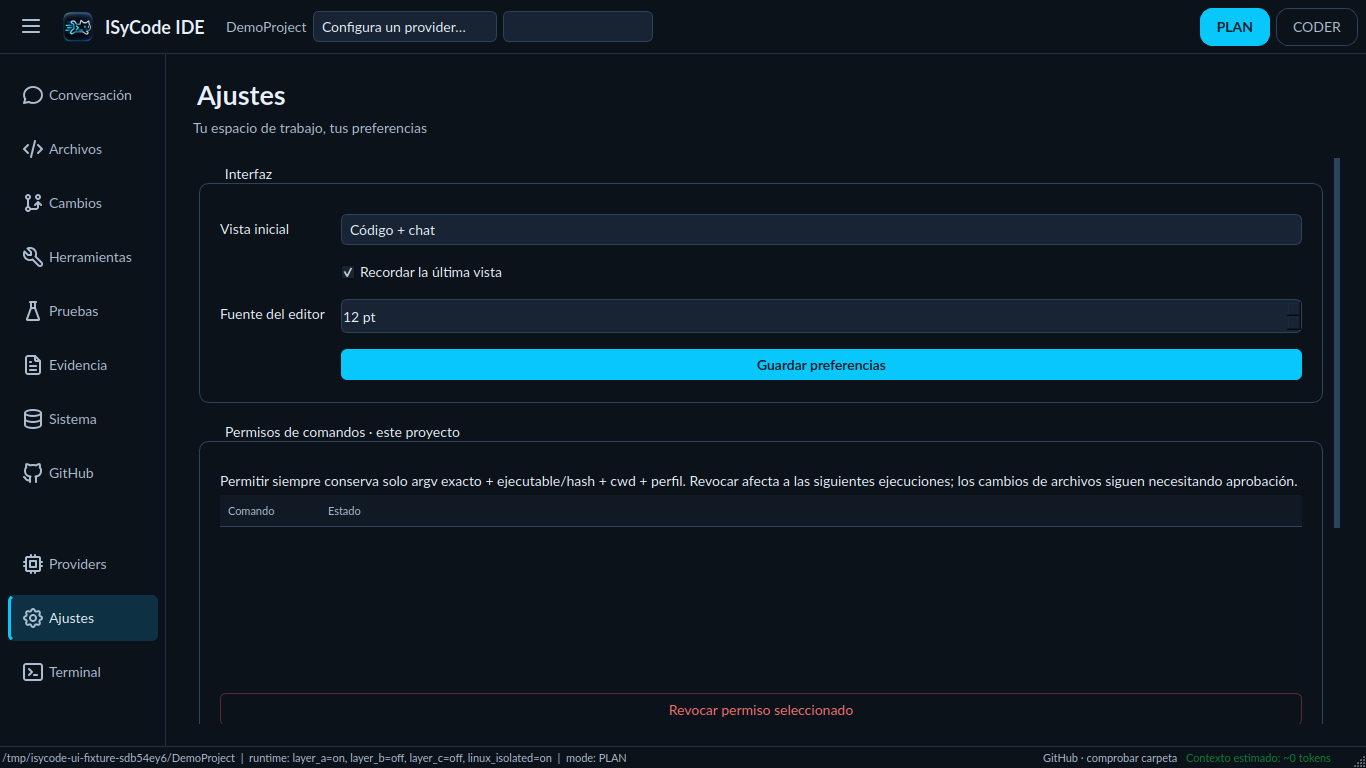 ISyCode IDE
DemoProject
Configura un provider...
PLAN
CODER
Conversación
Archivos
Cambios
Herramientas
Pruebas
Evidencia
Sistema
GitHub
Providers
Ajustes
Terminal
Ajustes
Tu espacio de trabajo, tus preferencias
Interfaz
Vista inicial
Código + chat
Recordar la última vista
Fuente del editor
12 pt
Guardar preferencias
Permisos de comandos · este proyecto
Permitir siempre conserva solo argv exacto + ejecutable/hash + cwd + perfil. Revocar afecta a las siguientes ejecuciones; los cambios de archivos siguen necesitando aprobación.
Comando
Estado
Revocar permiso seleccionado
/tmp/isycode-ui-fixture-sdb54ey6/DemoProject | runtime: layer_a=on, layer_b=off, layer_c=off, linux_isolated=on | mode: PLAN
GitHub · comprobar carpeta
Contexto estimado: ~0 tokens